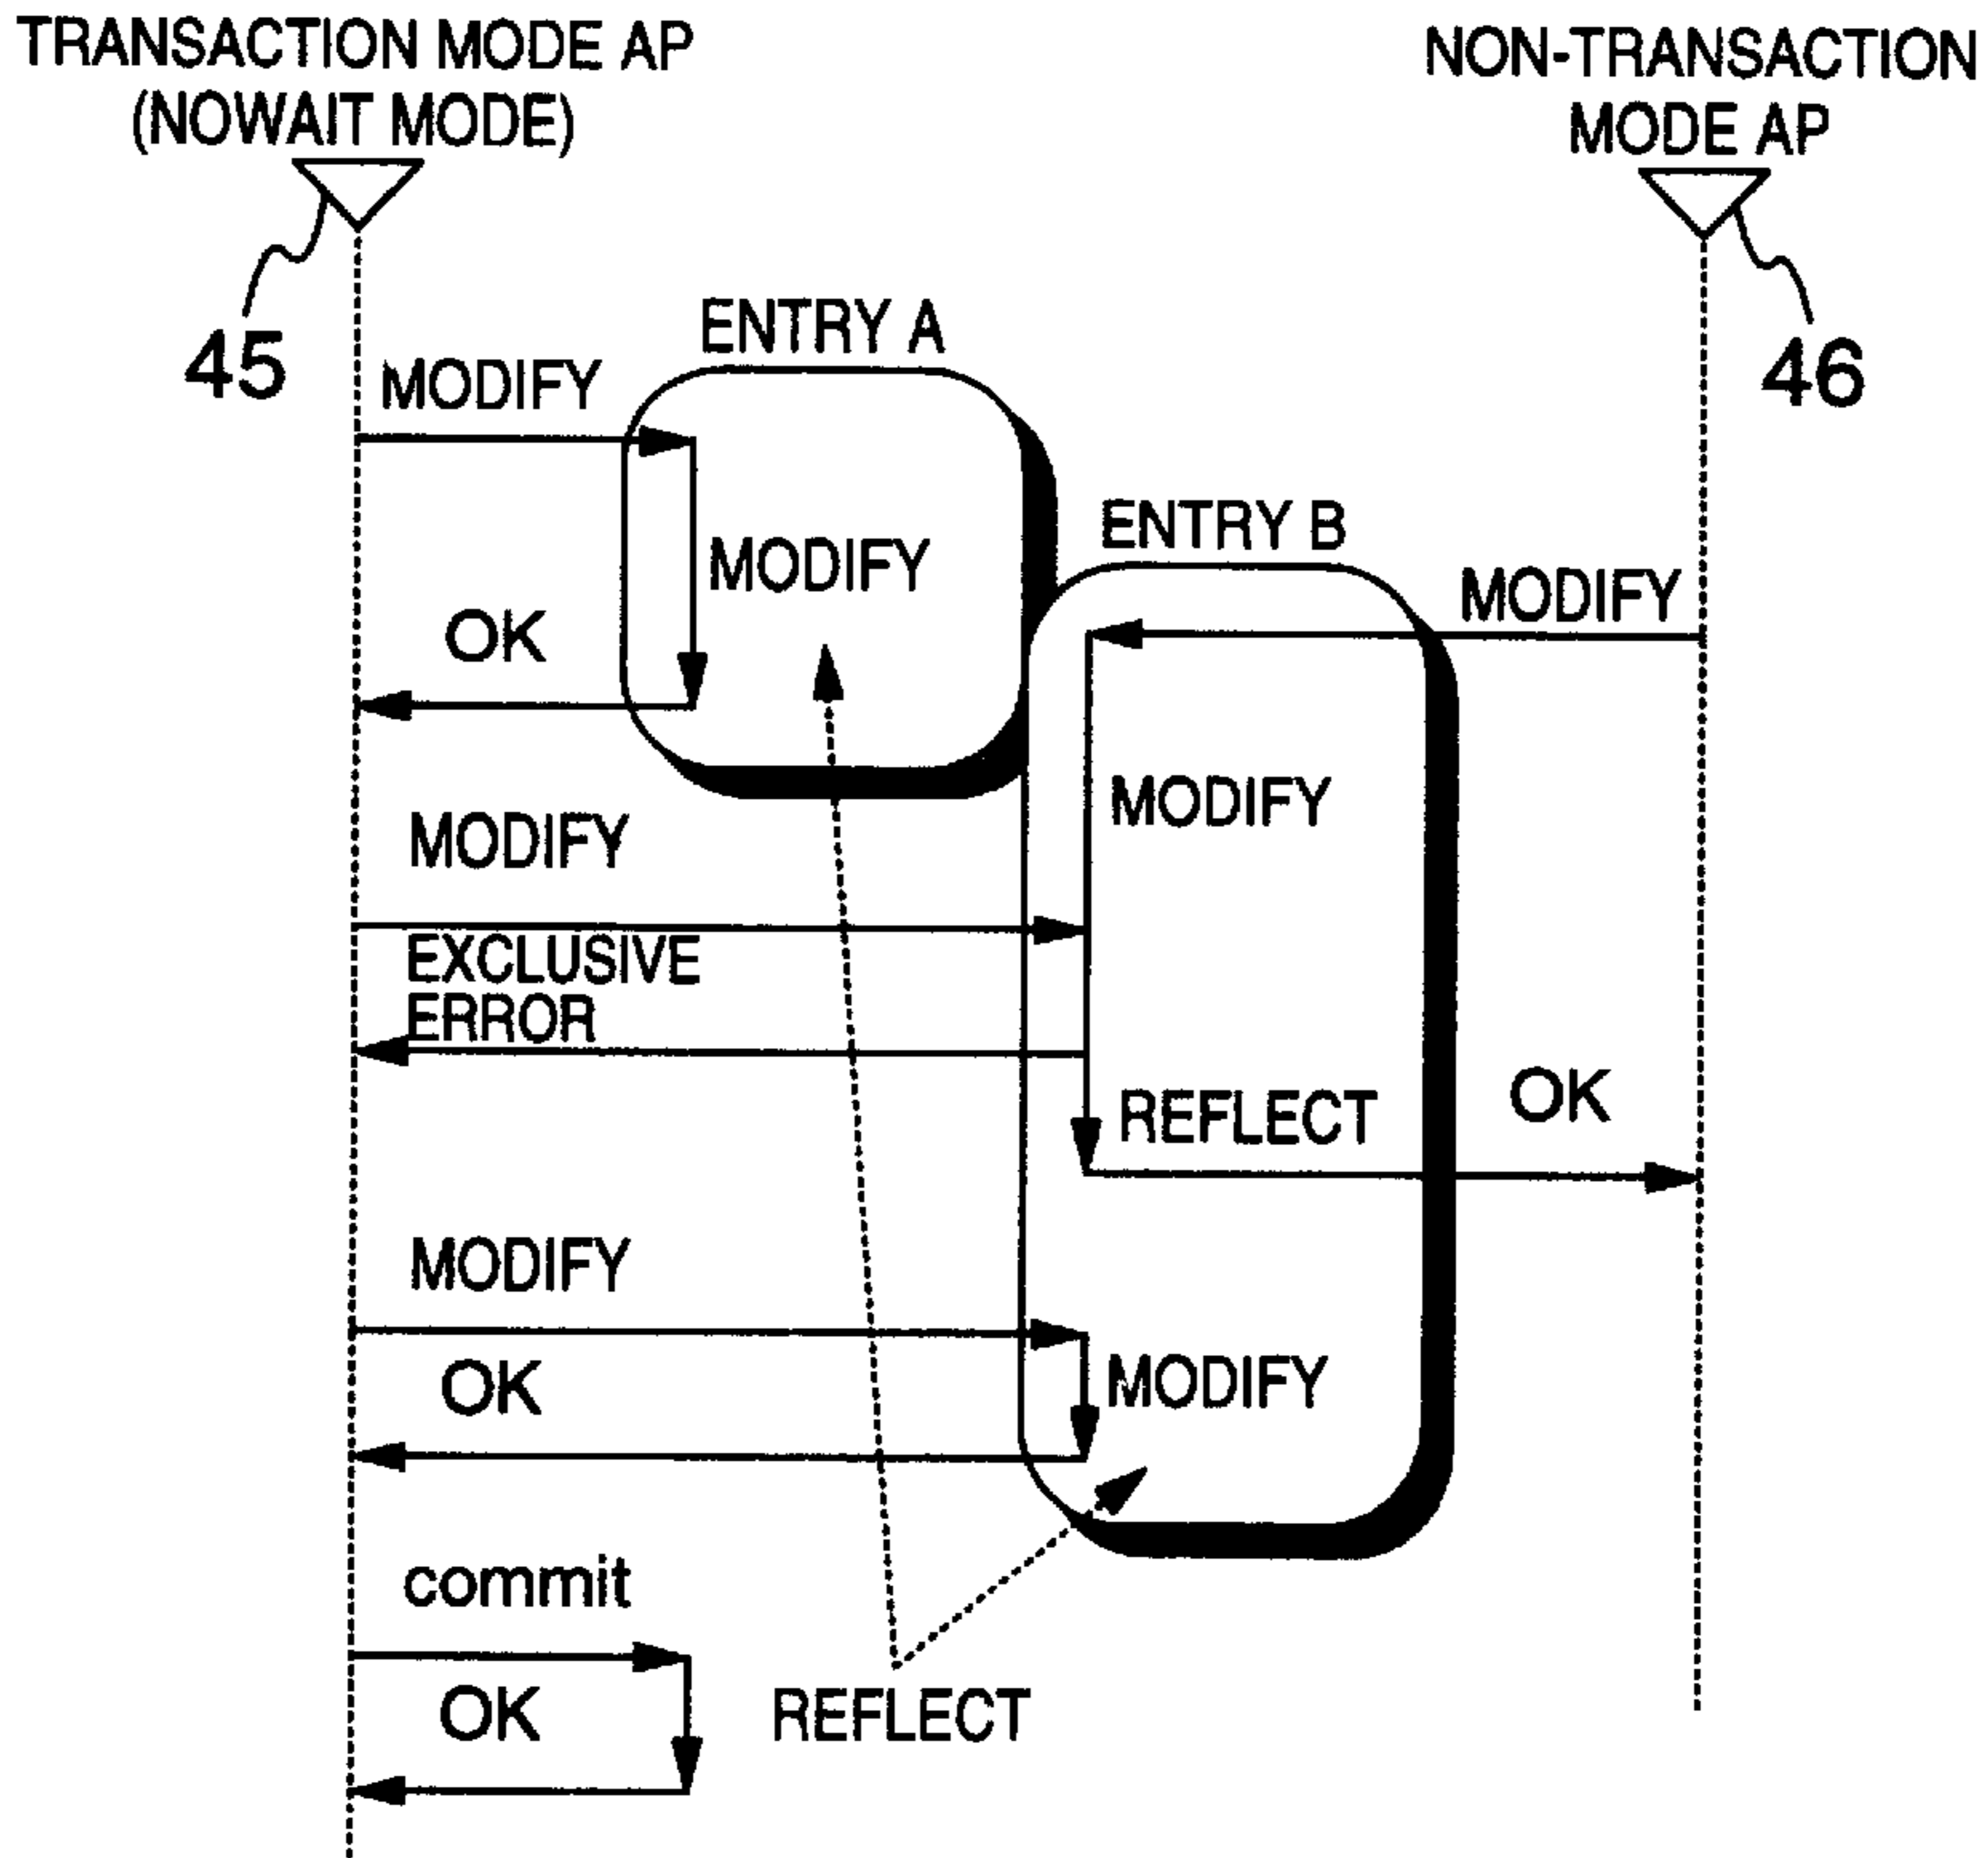 TRANSACTION MODE AP
(NOWAIT MODE)
NON-TRANSACTION
MODE AP
45
46
ENTRY A
MODIFY
MODIFY
OK
ENTRY B
MODIFY
MODIFY
MODIFY
EXCLUSIVE
ERROR
REFLECT
OK
MODIFY
MODIFY
OK
commit
OK
REFLECT